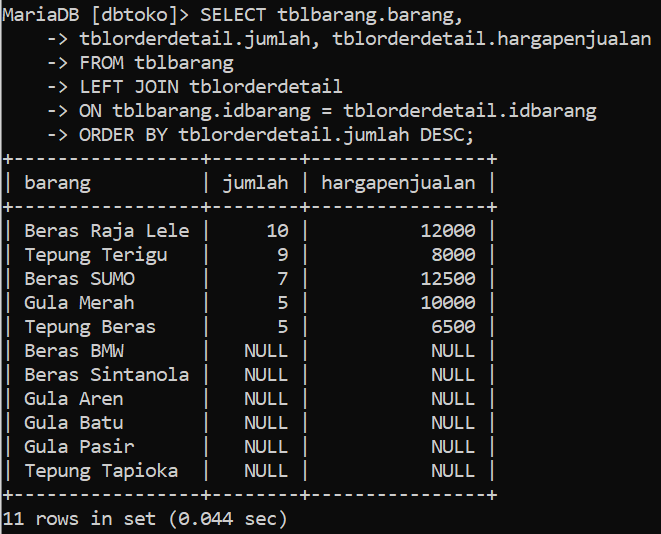 MariaDB [dbtoko]> SELECT tblbarang.barang,
    -> tblorderdetail.jumlah, tblorderdetail.hargapenjualan
    -> FROM tblbarang
    -> LEFT JOIN tblorderdetail
    -> ON tblbarang.idbarang = tblorderdetail.idbarang
    -> ORDER BY tblorderdetail.jumlah DESC;
+-----------------+--------+----------------+
| barang          | jumlah | hargapenjualan |
+-----------------+--------+----------------+
| Beras Raja Lele |     10 |          12000 |
| Tepung Terigu   |      9 |           8000 |
| Beras SUMO      |      7 |          12500 |
| Gula Merah      |      5 |          10000 |
| Tepung Beras    |      5 |           6500 |
| Beras BMW       |   NULL |           NULL |
| Beras Sintanola |   NULL |           NULL |
| Gula Aren       |   NULL |           NULL |
| Gula Batu       |   NULL |           NULL |
| Gula Pasir      |   NULL |           NULL |
| Tepung Tapioka  |   NULL |           NULL |
+-----------------+--------+----------------+
11 rows in set (0.044 sec)